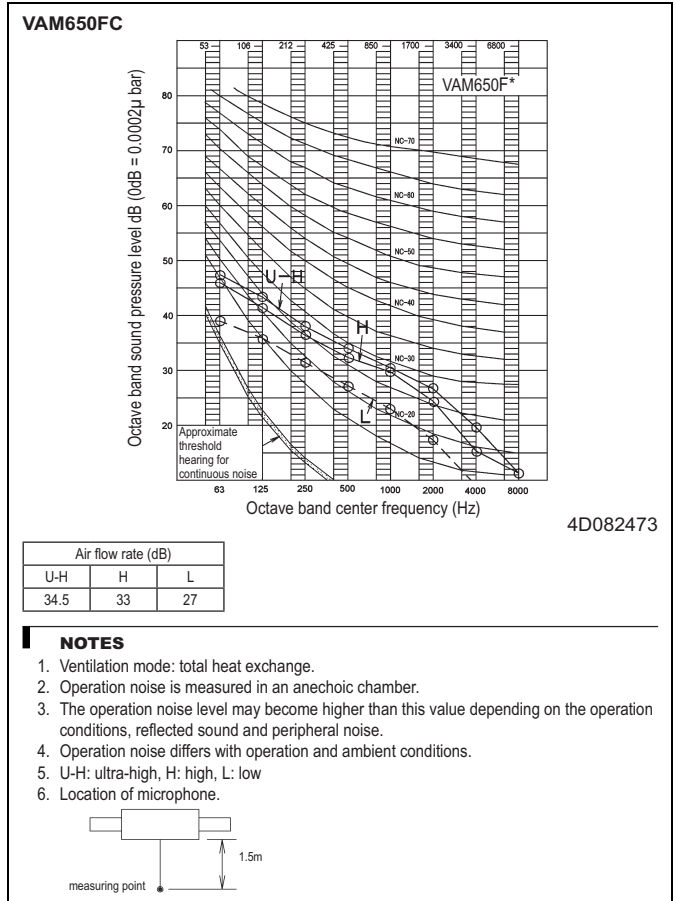 VAM650FC
53 106 212 425 850 1700 3400 6800
VAM650F*
Octave band sound pressure level dB (0dB = 0.0002µ bar)
80
70
60
50
40
30
20
NC-70
NC-60
NC-50
NC-40
NC-30
NC-20
U-H
H
L
Approximate
threshold
hearing for
continuous noise
63 125 250 500 1000 2000 4000 8000
Octave band center frequency (Hz)
4D082473
Air flow rate (dB)
U-H H L
34.5 33 27
NOTES
1. Ventilation mode: total heat exchange.
2. Operation noise is measured in an anechoic chamber.
3. The operation noise level may become higher than this value depending on the operation
conditions, reflected sound and peripheral noise.
4. Operation noise differs with operation and ambient conditions.
5. U-H: ultra-high, H: high, L: low
6. Location of microphone.
1.5m
measuring point